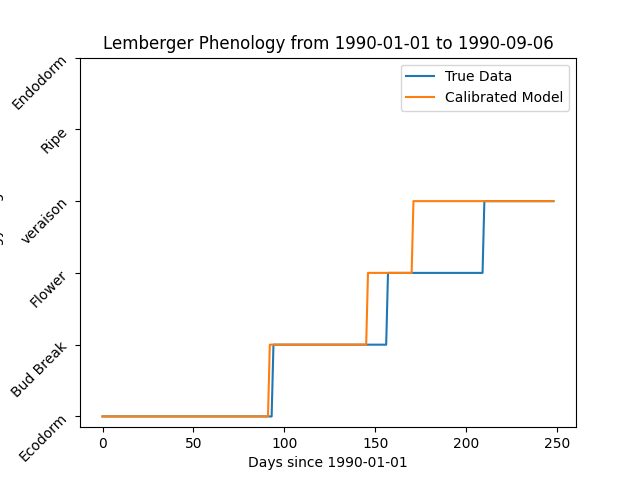 Lemberger Phenology from 1990-01-01 to 1990-09-06
True Data
Calibrated Model
Endodorm
Ripe
veraison
Flower
Bud Break
Ecodorm
0 50 100 150 200 250
Days since 1990-01-01